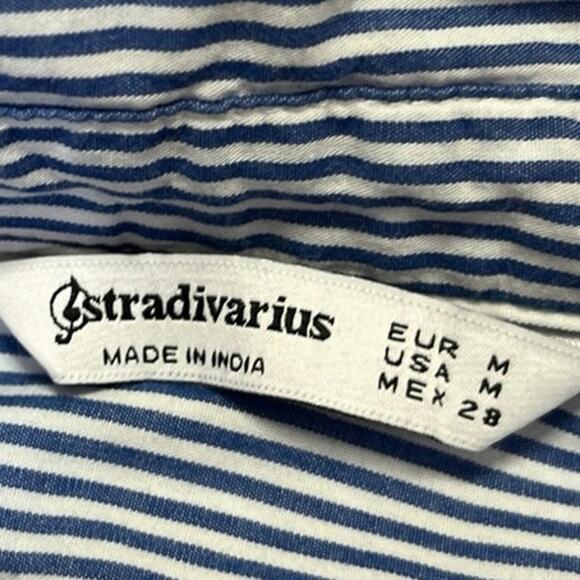 stradivarius
MADE IN INDIA
EUR M
USA M
MEX 28